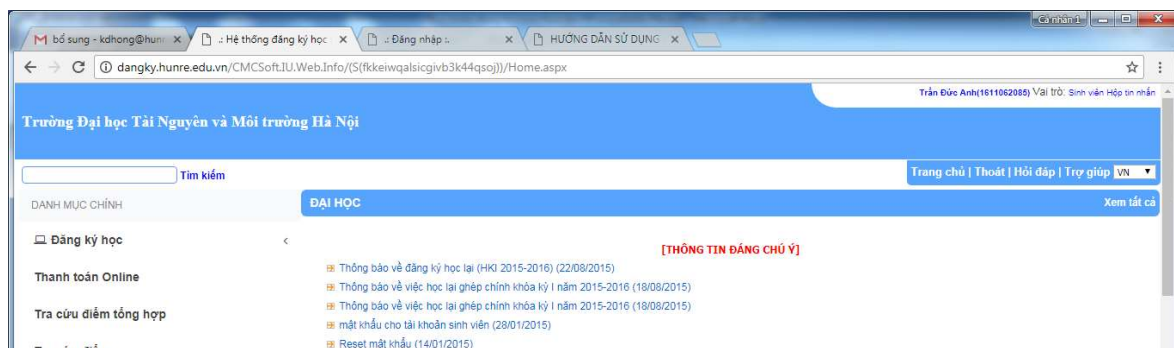 Cá nhân 1
bổ sung - kdhong@hun
.: Hệ thống đăng ký học
.: Đăng nhập :.
HƯỚNG DẪN SỬ DỤNG
dangky.hunre.edu.vn/CMCSoft.IU.Web.Info/(S(fkkeiwqalsicgivb3k44qsoj))/Home.aspx
Trần Đức Anh(1611062085) Vai trò: Sinh viên Hộp tin nhắn
Trường Đại học Tài Nguyên và Môi trường Hà Nội
Tìm kiếm
Trang chủ | Thoát | Hỏi đáp | Trợ giúp VN
DANH MỤC CHÍNH
ĐẠI HỌC
Xem tất cả
Đăng ký học
[THÔNG TIN ĐÁNG CHÚ Ý]
Thông báo về đăng ký học lại (HKI 2015-2016) (22/08/2015)
Thanh toán Online
Thông báo về việc học lại ghép chính khóa kỳ I năm 2015-2016 (18/08/2015)
Thông báo về việc học lại ghép chính khóa kỳ I năm 2015-2016 (18/08/2015)
Tra cứu điểm tổng hợp
mật khẩu cho tài khoản sinh viên (28/01/2015)
Reset mật khẩu (14/01/2015)